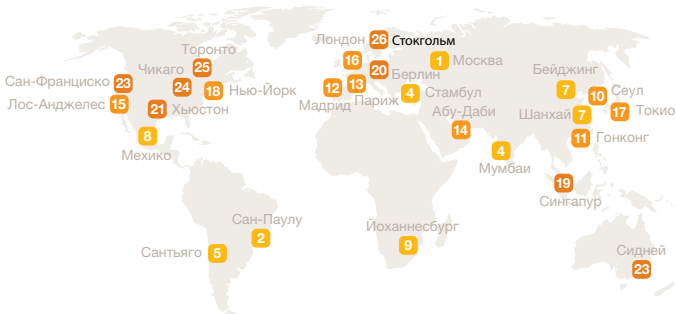 Лондон 26 Стокгольм
Торонто
25
16
1 Москва
Чикаго
24
20
Берлин
Бейджинг
7
Сан-Франциско 23
18 Нью-Йорк
12
13
4 Стамбул
10 Сеул
Лос-Анджелес 15
21 Хьюстон
Мадрид
Париж
Абу-Даби
14
Шанхай 7
17 Токио
8
Мехико
4
Мумбаи
11 Гонконг
19
Сингапур
Сан-Паулу
2
Йоханнесбург
9
Сантьяго 5
Сидней
23